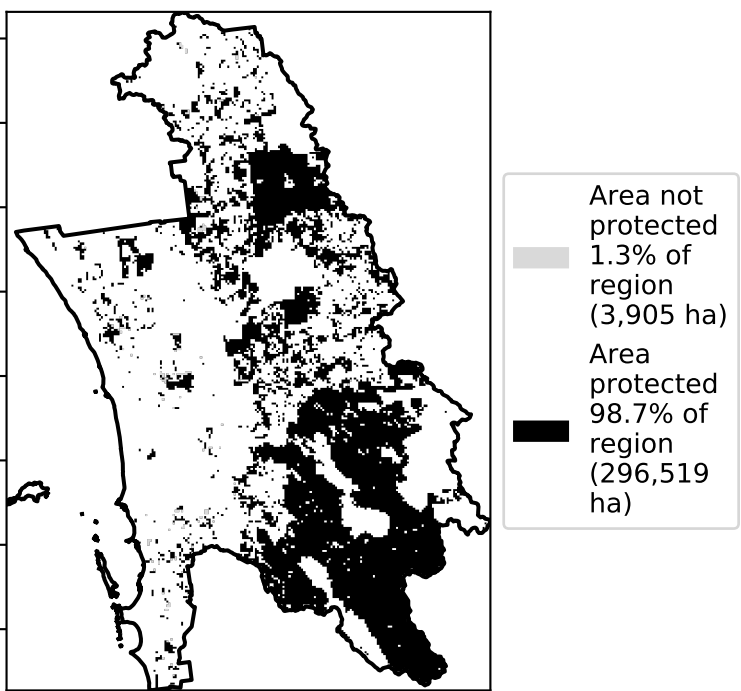 Area not
protected
1.3% of
region
(3,905 ha)
Area
protected
98.7% of
region
(296,519
ha)